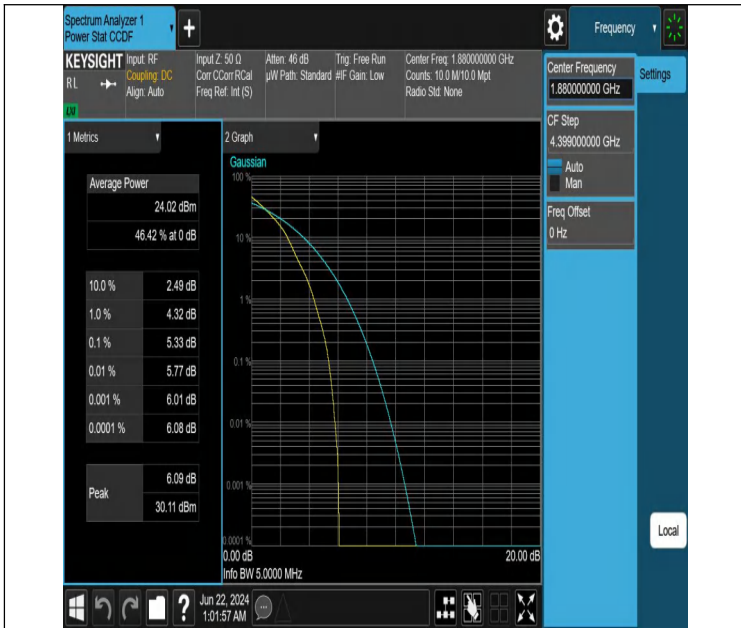 Spectrum Analyzer 1
Power Stat CCDF
+
Frequency
KEYSIGHT
RL
Input: RF
Coupling: DC
Align: Auto
Input Z: 50 Ω
Corr CCorr RCal
Freq Ref: Int (S)
Atten: 46 dB
µW Path: Standard
Trig: Free Run
#IF Gain: Low
Center Freq: 1.880000000 GHz
Counts: 10.0 M/10.0 Mpt
Radio Std: None
Center Frequency
1.880000000 GHz
Settings
CF Step
4.399000000 GHz
Auto
Man
Freq Offset
0 Hz
1 Metrics
Average Power
24.02 dBm
46.42 % at 0 dB
10.0 % 2.49 dB
1.0 % 4.32 dB
0.1 % 5.33 dB
0.01 % 5.77 dB
0.001 % 6.01 dB
0.0001 % 6.08 dB
Peak
6.09 dB
30.11 dBm
2 Graph
Gaussian
100 %
10 %
1 %
0.1 %
0.01 %
0.001 %
0.0001 %
0.00 dB 20.00 dB
Info BW 5.0000 MHz
Local
?
Jun 22, 2024
1:01:57 AM